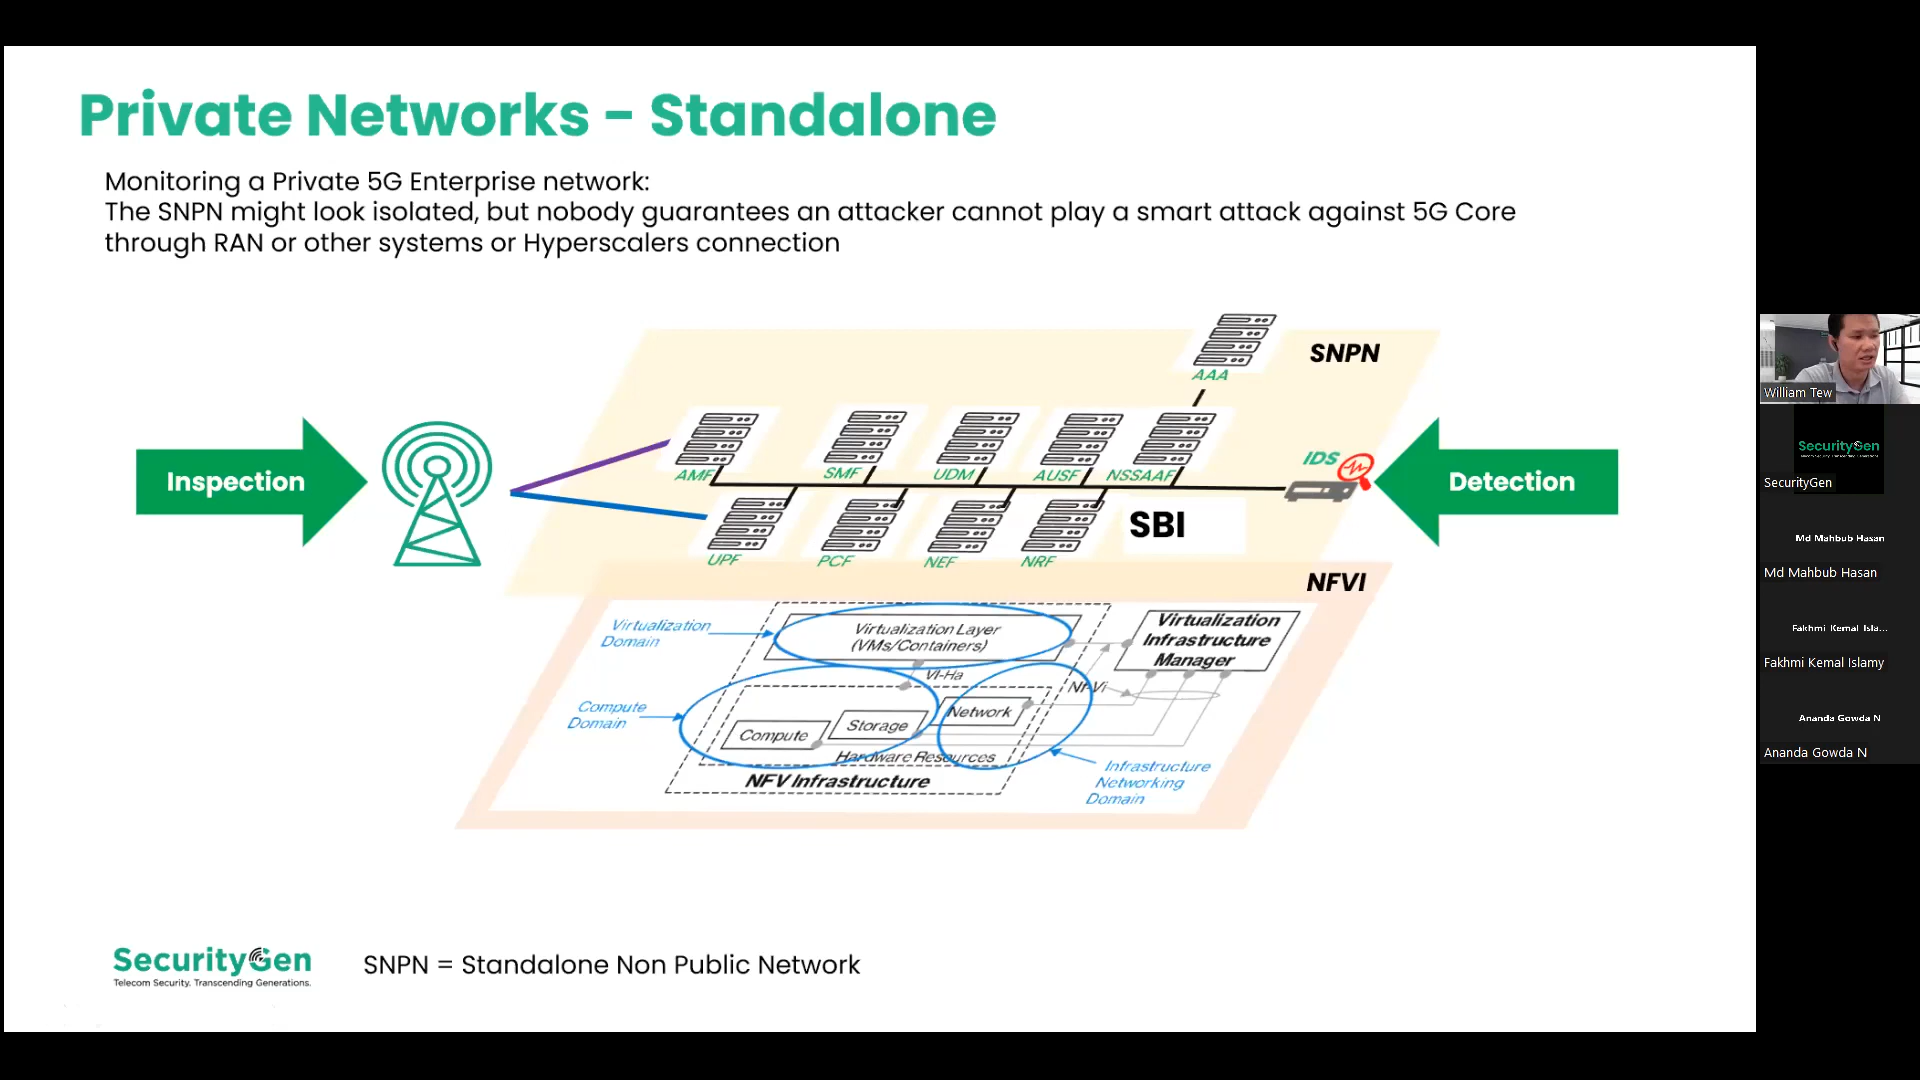 Private Networks - Standalone
Monitoring a Private 5G Enterprise network:
The SNPN might look isolated, but nobody guarantees an attacker cannot play a smart attack against 5G Core
through RAN or other systems or Hyperscalers connection
Inspection
Detection
SNPN
AAA
AMF
SMF
UDM
AUSF
NSSAAF
IDS
SBI
UPF
PCF
NEF
NRF
NFVI
Virtualization
Domain
Virtualization Layer
(VMs/Containers)
Virtualization
Infrastructure
Manager
VI-Ha
Nf-Vi
Compute
Domain
Compute
Storage
Network
Hardware Resources
NFV Infrastructure
Infrastructure
Networking
Domain
SecurityGen
Telecom Security. Transcending Generations.
SNPN = Standalone Non Public Network
William Tew
SecurityGen
SecurityGen
Md Mahbub Hasan
Md Mahbub Hasan
Fakhmi Kemal Isla...
Fakhmi Kemal Islamy
Ananda Gowda N
Ananda Gowda N